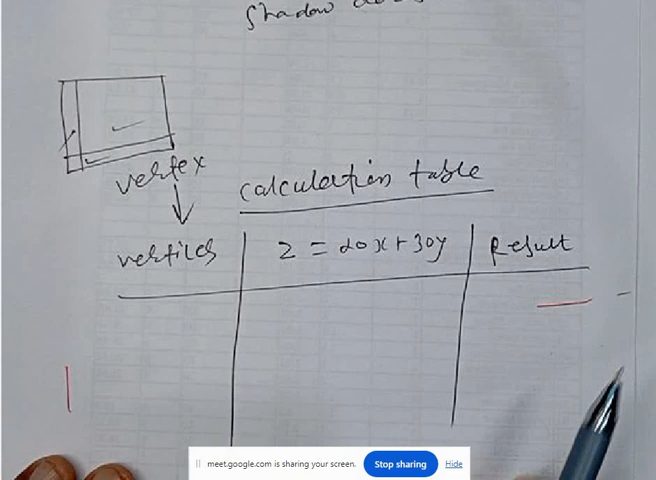 Shadow
vertex
calculation table
vertices | Z = 20x + 30y | Result
meet.google.com is sharing your screen. Stop sharing Hide